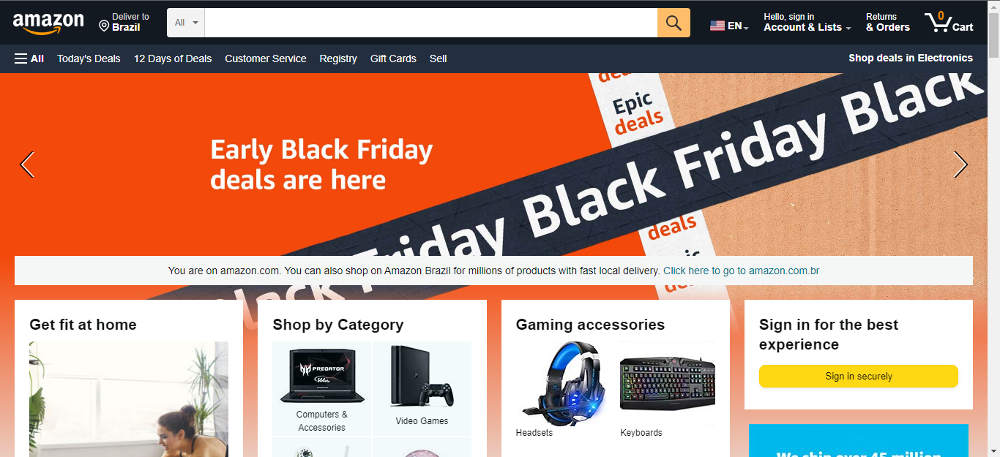 amazon
Deliver to
Brazil
All
EN
Hello, sign in
Account & Lists
Returns
& Orders
0
Cart
All
Today's Deals
12 Days of Deals
Customer Service
Registry
Gift Cards
Sell
Shop deals in Electronics
Early Black Friday
deals are here
deals
Epic
deals
Black Friday Black Friday Black
deals
You are on amazon.com. You can also shop on Amazon Brazil for millions of products with fast local delivery. Click here to go to amazon.com.br
Get fit at home
Shop by Category
PREDATOR
Computers &
Accessories
Video Games
Gaming accessories
Headsets
Keyboards
Sign in for the best
experience
Sign in securely
We ship over 45 million